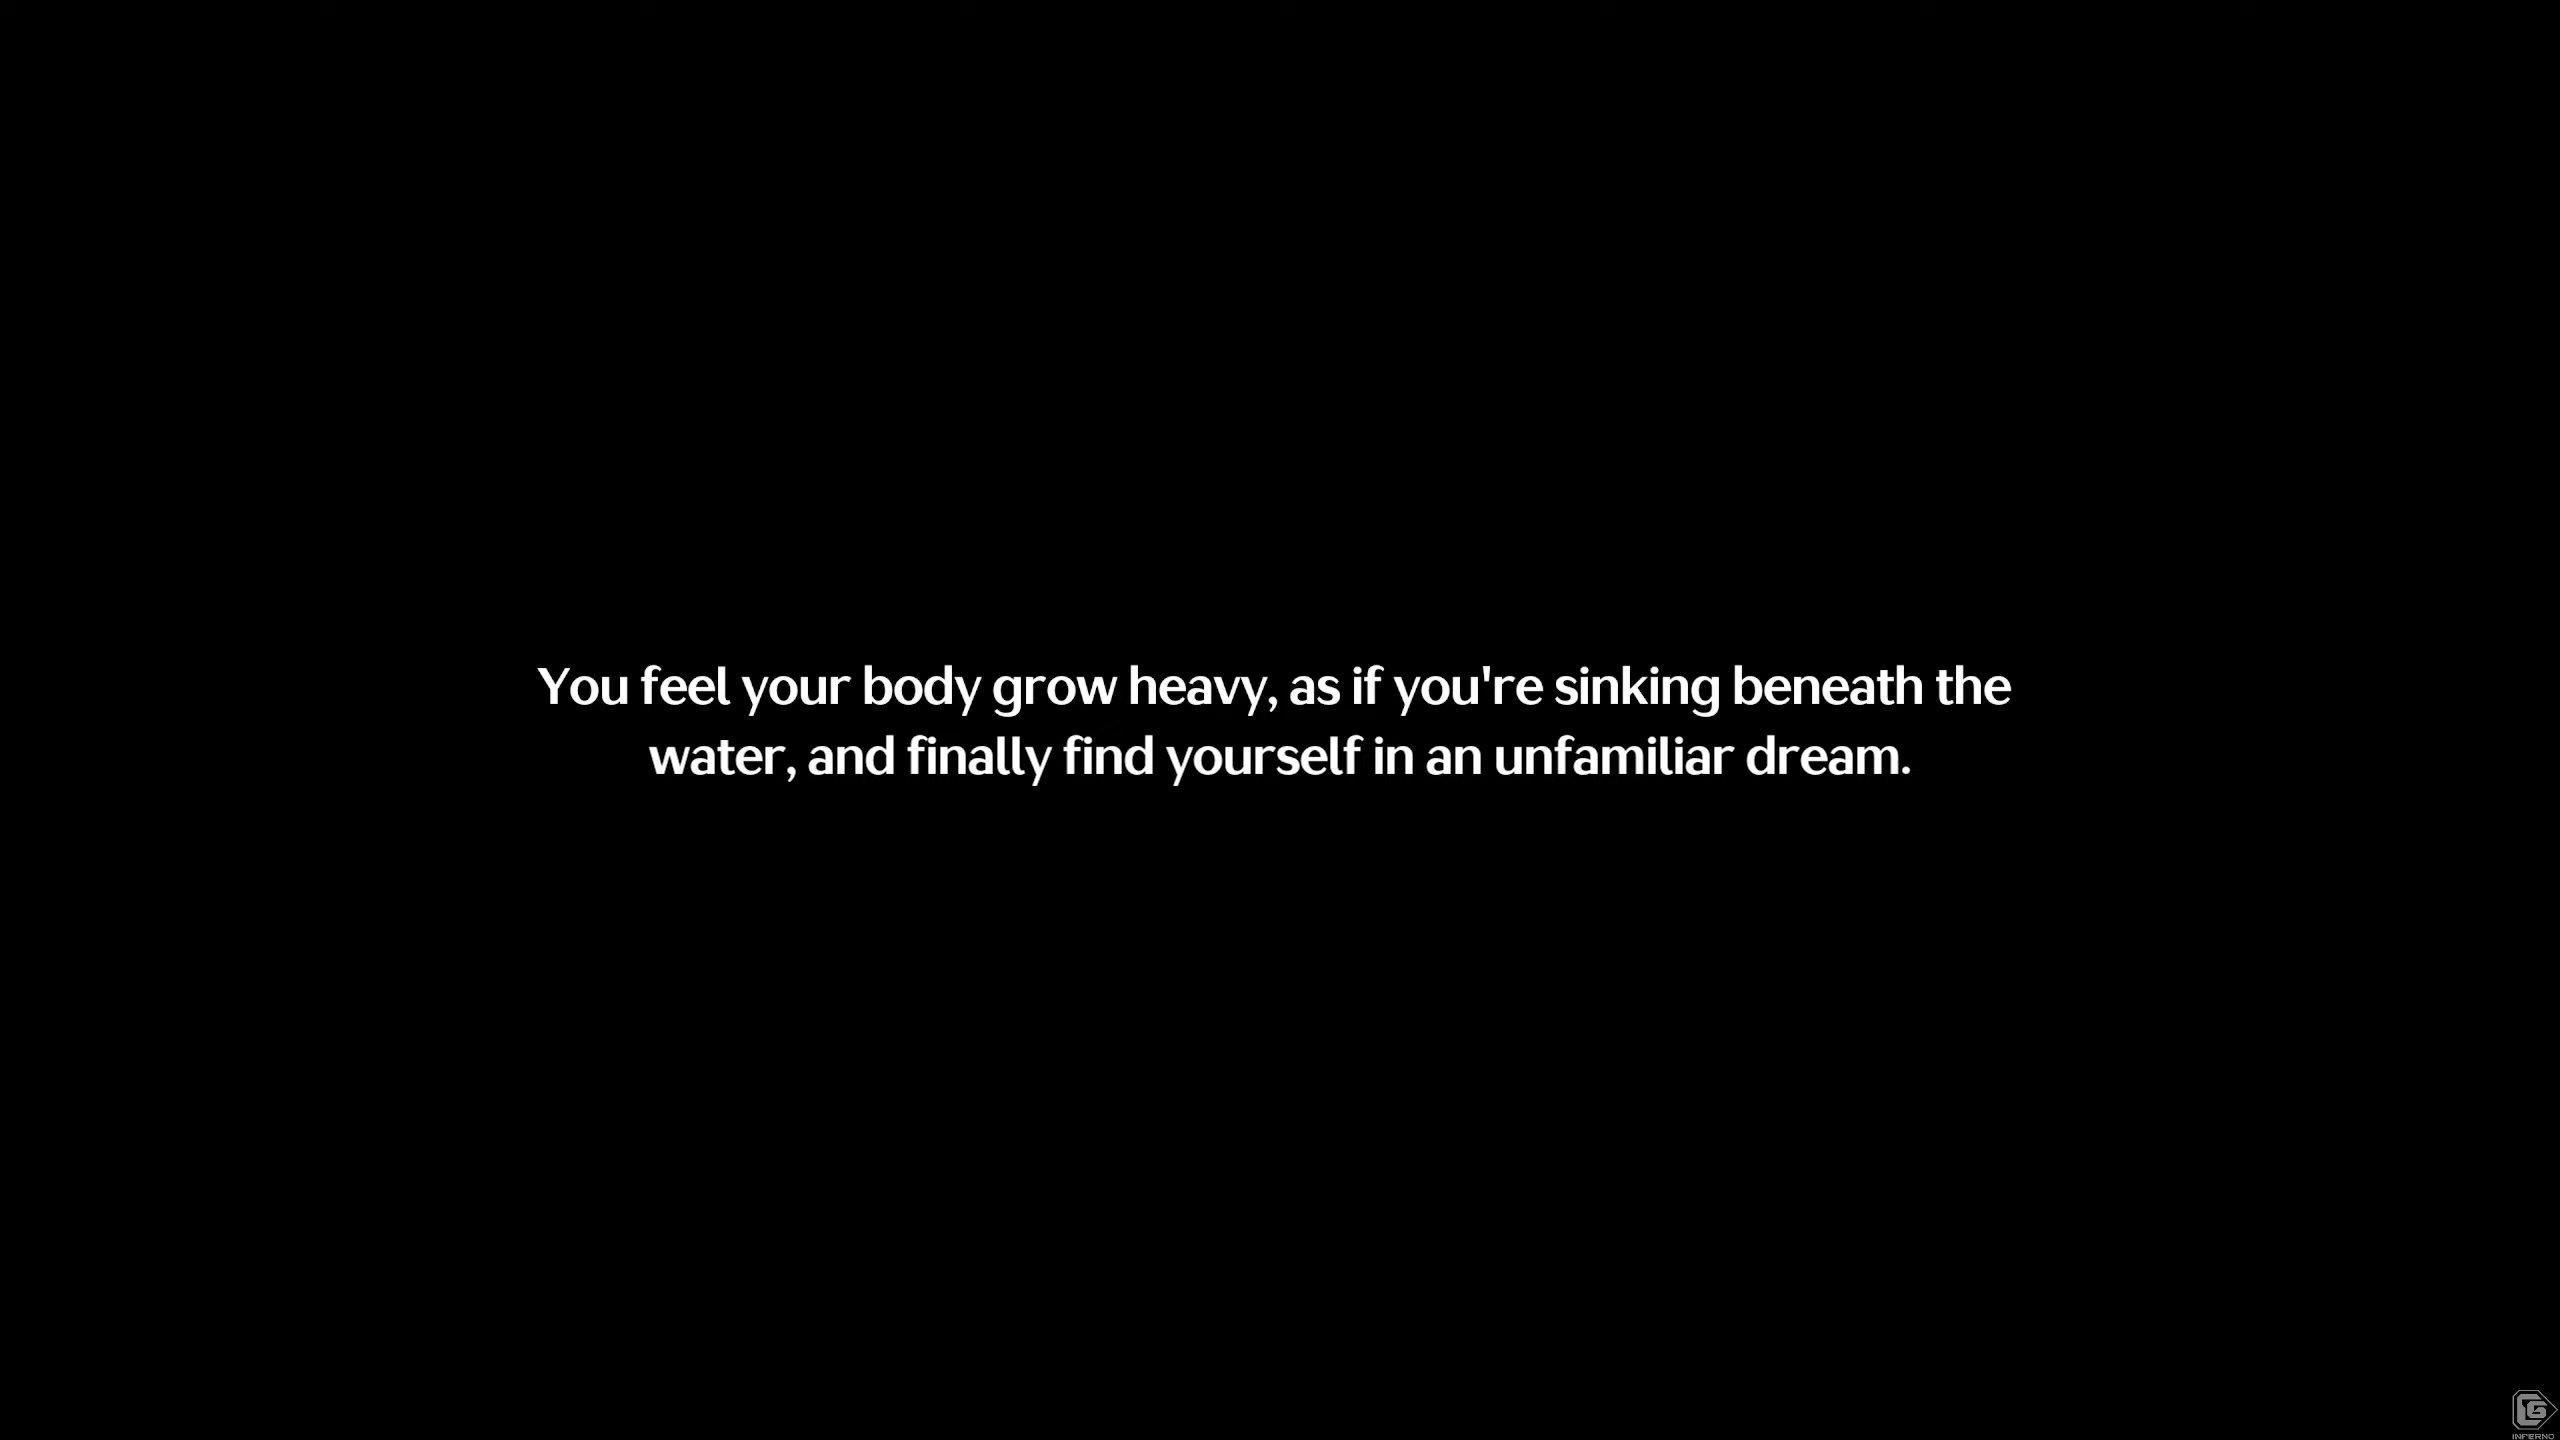 You feel your body grow heavy, as if you're sinking beneath the
water, and finally find yourself in an unfamiliar dream.
INFIERNO